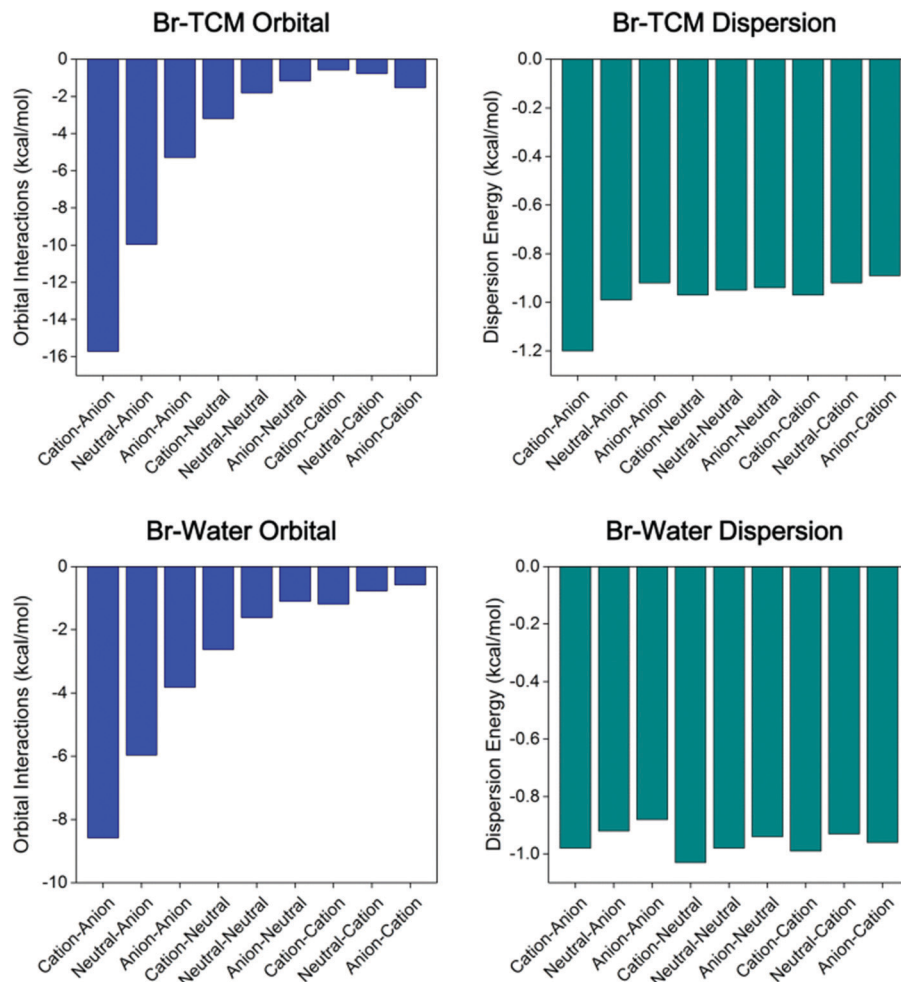 Br-TCM Orbital
Orbital Interactions (kcal/mol)
0
-2
-4
-6
-8
-10
-12
-14
-16
Cation-Anion
Neutral-Anion
Anion-Anion
Cation-Neutral
Neutral-Neutral
Anion-Neutral
Cation-Cation
Neutral-Cation
Anion-Cation
Br-TCM Dispersion
Dispersion Energy (kcal/mol)
0.0
-0.2
-0.4
-0.6
-0.8
-1.0
-1.2
Cation-Anion
Neutral-Anion
Anion-Anion
Cation-Neutral
Neutral-Neutral
Anion-Neutral
Cation-Cation
Neutral-Cation
Anion-Cation
Br-Water Orbital
Orbital Interactions (kcal/mol)
0
-2
-4
-6
-8
-10
Cation-Anion
Neutral-Anion
Anion-Anion
Cation-Neutral
Neutral-Neutral
Anion-Neutral
Cation-Cation
Neutral-Cation
Anion-Cation
Br-Water Dispersion
Dispersion Energy (kcal/mol)
0.0
-0.2
-0.4
-0.6
-0.8
-1.0
Cation-Anion
Neutral-Anion
Anion-Anion
Cation-Neutral
Neutral-Neutral
Anion-Neutral
Cation-Cation
Neutral-Cation
Anion-Cation